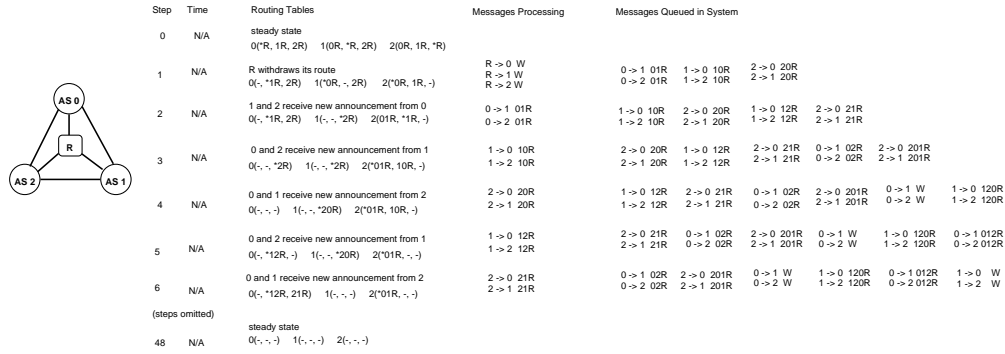 Step Time Routing Tables Messages Processing Messages Queued in System
0 N/A steady state
0(*R, 1R, 2R) 1(0R, *R, 2R) 2(0R, 1R, *R)
1 N/A R withdraws its route
0(-, *1R, 2R) 1(*0R, -, 2R) 2(*0R, 1R, -)
R -> 0 W
R -> 1 W
R -> 2 W
0 -> 1 01R 1 -> 0 10R 2 -> 0 20R
0 -> 2 01R 1 -> 2 10R 2 -> 1 20R
2 N/A 1 and 2 receive new announcement from 0
0(-, *1R, 2R) 1(-, -, *2R) 2(01R, *1R, -)
0 -> 1 01R
0 -> 2 01R
1 -> 0 10R 2 -> 0 20R 1 -> 0 12R 2 -> 0 21R
1 -> 2 10R 2 -> 1 20R 1 -> 2 12R 2 -> 1 21R
3 N/A 0 and 2 receive new announcement from 1
0(-, -, *2R) 1(-, -, *2R) 2(*01R, 10R, -)
1 -> 0 10R
1 -> 2 10R
2 -> 0 20R 1 -> 0 12R 2 -> 0 21R 0 -> 1 02R 2 -> 0 201R
2 -> 1 20R 1 -> 2 12R 2 -> 1 21R 0 -> 2 02R 2 -> 1 201R
4 N/A 0 and 1 receive new announcement from 2
0(-, -, -) 1(-, -, *20R) 2(*01R, 10R, -)
2 -> 0 20R
2 -> 1 20R
1 -> 0 12R 2 -> 0 21R 0 -> 1 02R 2 -> 0 201R 0 -> 1 W 1 -> 0 120R
1 -> 2 12R 2 -> 1 21R 0 -> 2 02R 2 -> 1 201R 0 -> 2 W 1 -> 2 120R
5 N/A 0 and 2 receive new announcement from 1
0(-, *12R, -) 1(-, -, *20R) 2(*01R, -, -)
1 -> 0 12R
1 -> 2 12R
2 -> 0 21R 0 -> 1 02R 2 -> 0 201R 0 -> 1 W 1 -> 0 120R 0 -> 1 012R
2 -> 1 21R 0 -> 2 02R 2 -> 1 201R 0 -> 2 W 1 -> 2 120R 0 -> 2 012R
6 N/A 0 and 1 receive new announcement from 2
0(-, *12R, 21R) 1(-, -, -) 2(*01R, -, -)
2 -> 0 21R
2 -> 1 21R
0 -> 1 02R 2 -> 0 201R 0 -> 1 W 1 -> 0 120R 0 -> 1 012R 1 -> 0 W
0 -> 2 02R 2 -> 1 201R 0 -> 2 W 1 -> 2 120R 0 -> 2 012R 1 -> 2 W
(steps omitted)
48 N/A steady state
0(-, -, -) 1(-, -, -) 2(-, -, -)
AS 0
R
AS 2
AS 1